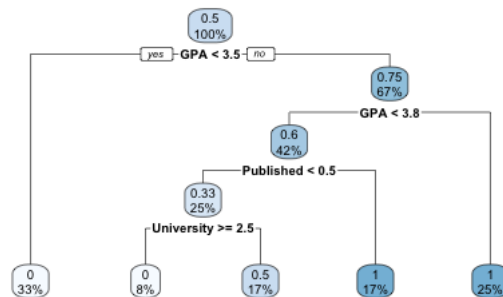 0.5
100%
yes GPA < 3.5 no
0.75
67%
GPA < 3.8
0.6
42%
Published < 0.5
0.33
25%
University >= 2.5
0 0 0.5 1 1
33% 8% 17% 17% 25%